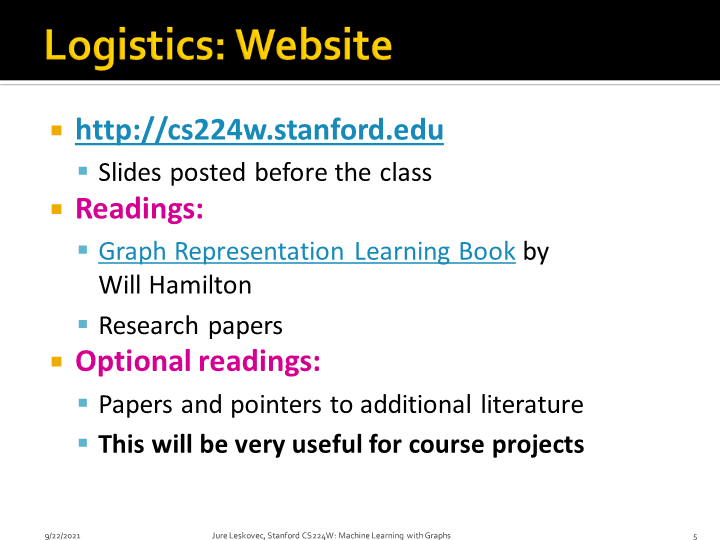 Logistics: Website
http://cs224w.stanford.edu
Slides posted before the class
Readings:
Graph Representation Learning Book by
Will Hamilton
Research papers
Optional readings:
Papers and pointers to additional literature
This will be very useful for course projects
9/22/2021
Jure Leskovec, Stanford CS224W: Machine Learning with Graphs
5